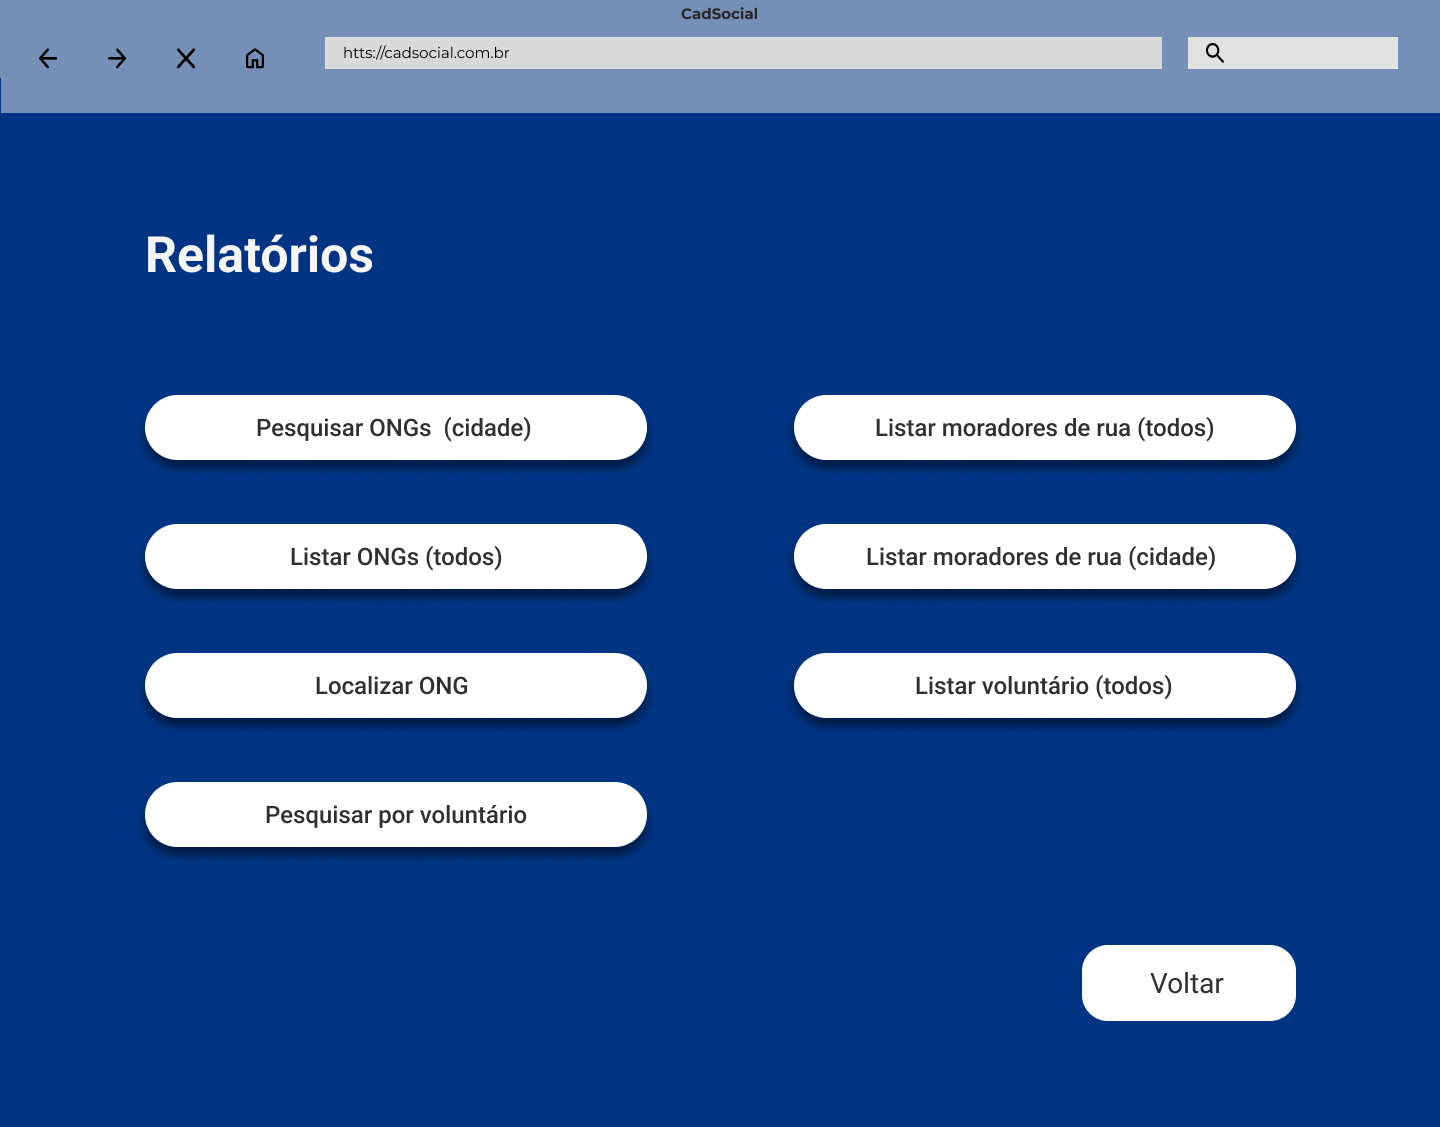 CadSocial
htts://cadsocial.com.br
Relatórios
Pesquisar ONGs  (cidade)
Listar moradores de rua (todos)
Listar ONGs (todos)
Listar moradores de rua (cidade)
Localizar ONG
Listar voluntário (todos)
Pesquisar por voluntário
Voltar